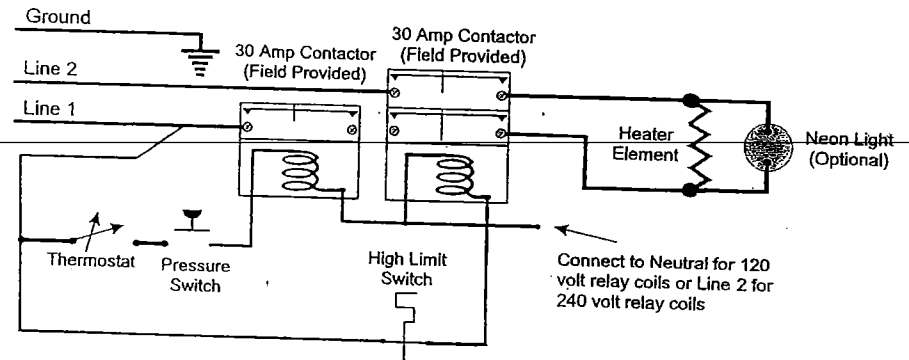 Ground
30 Amp Contactor
(Field Provided)
30 Amp Contactor
(Field Provided)
Line 2
Line 1
Heater
Element
Neon Light
(Optional)
Thermostat
Pressure
Switch
High Limit
Switch
Connect to Neutral for 120
volt relay coils or Line 2 for
240 volt relay coils